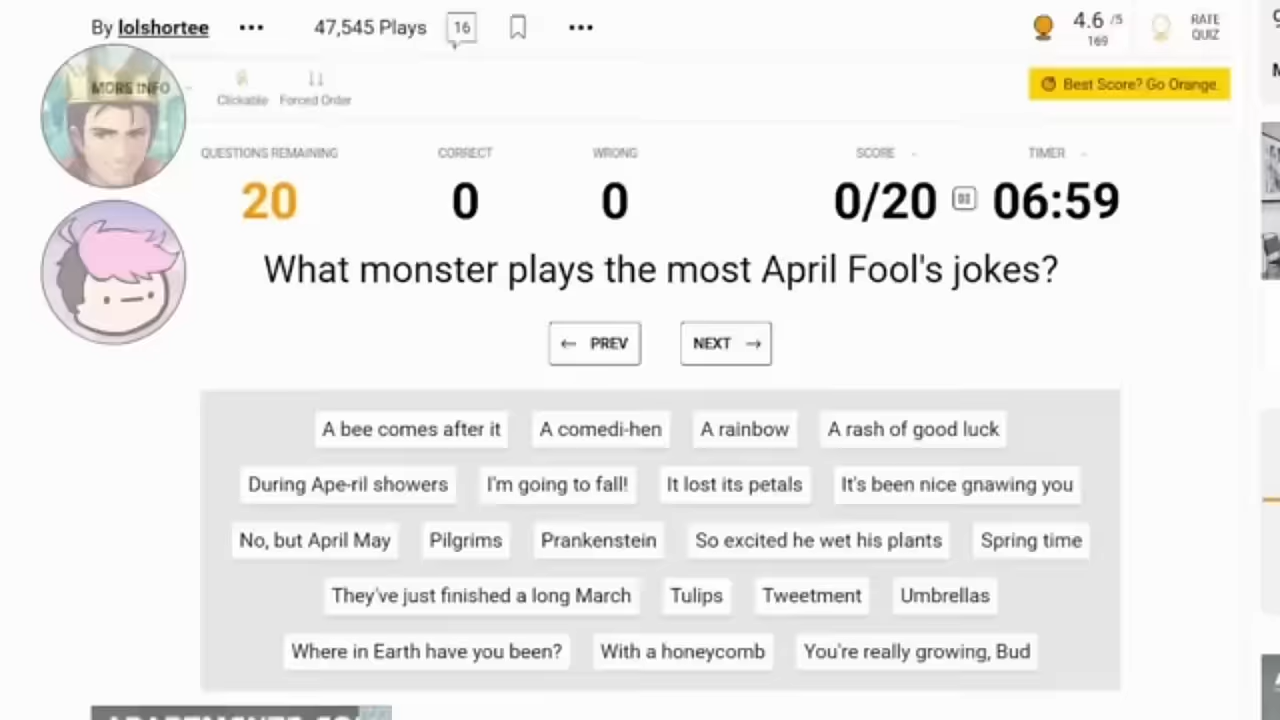 By lolshortee ••• 47,545 Plays 16 •••
4.6 /5
169
RATE
QUIZ
MORE INFO
Clickable Forced Order
Best Score? Go Orange.
QUESTIONS REMAINING CORRECT WRONG SCORE TIMER
20 0 0 0/20 06:59
What monster plays the most April Fool's jokes?
← PREV NEXT →
A bee comes after it A comedi-hen A rainbow A rash of good luck
During Ape-ril showers I'm going to fall! It lost its petals It's been nice gnawing you
No, but April May Pilgrims Prankenstein So excited he wet his plants Spring time
They've just finished a long March Tulips Tweetment Umbrellas
Where in Earth have you been? With a honeycomb You're really growing, Bud